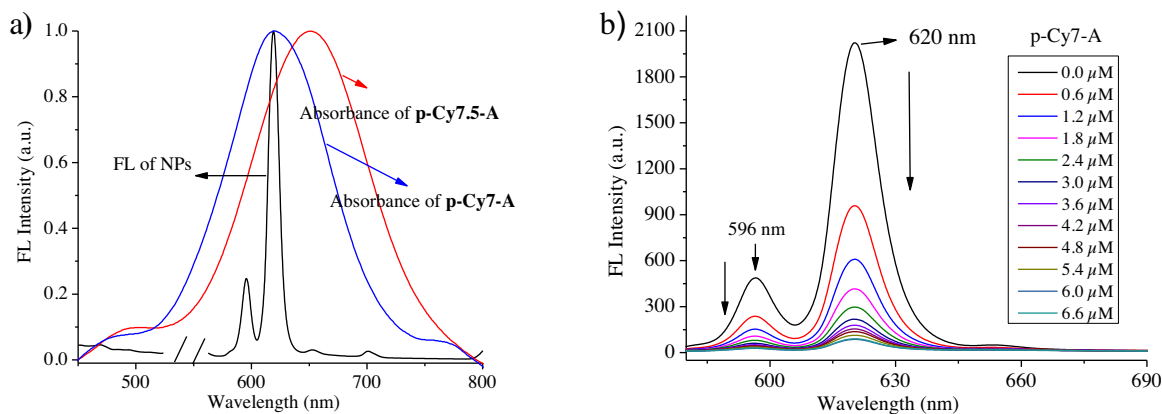 a)
FL Intensity (a.u.)
1.0
0.8
0.6
0.4
0.2
0.0
Absorbance of p-Cy7.5-A
FL of NPs
Absorbance of p-Cy7-A
450 500 600 700 800
Wavelength (nm)
b)
FL Intensity (a.u.)
2100
1800
1500
1200
900
600
300
0
620 nm
596 nm
p-Cy7-A
0.0 µM
0.6 µM
1.2 µM
1.8 µM
2.4 µM
3.0 µM
3.6 µM
4.2 µM
4.8 µM
5.4 µM
6.0 µM
6.6 µM
600 630 660 690
Wavelength (nm)